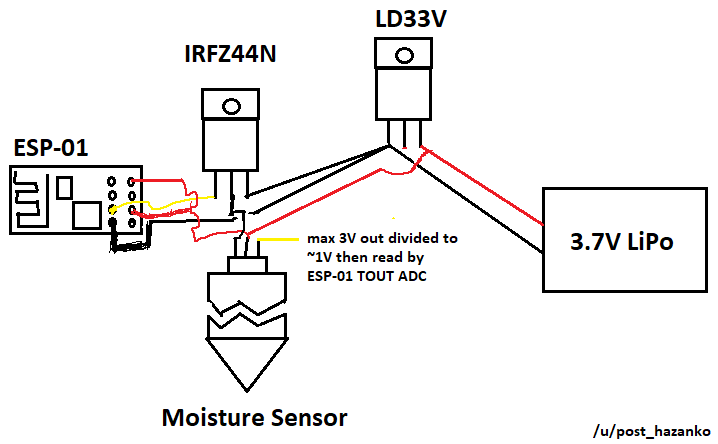 LD33V
IRFZ44N
ESP-01
3.7V LiPo
max 3V out divided to
~1V then read by
ESP-01 TOUT ADC
Moisture Sensor
/u/post_hazanko